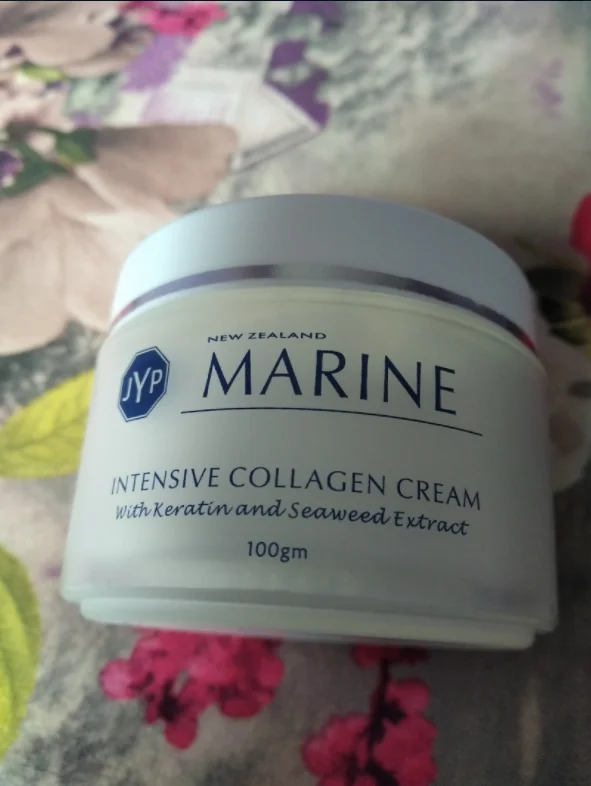 NEW ZEALAND
JYP MARINE
INTENSIVE COLLAGEN CREAM
With Keratin and Seaweed Extract
100gm